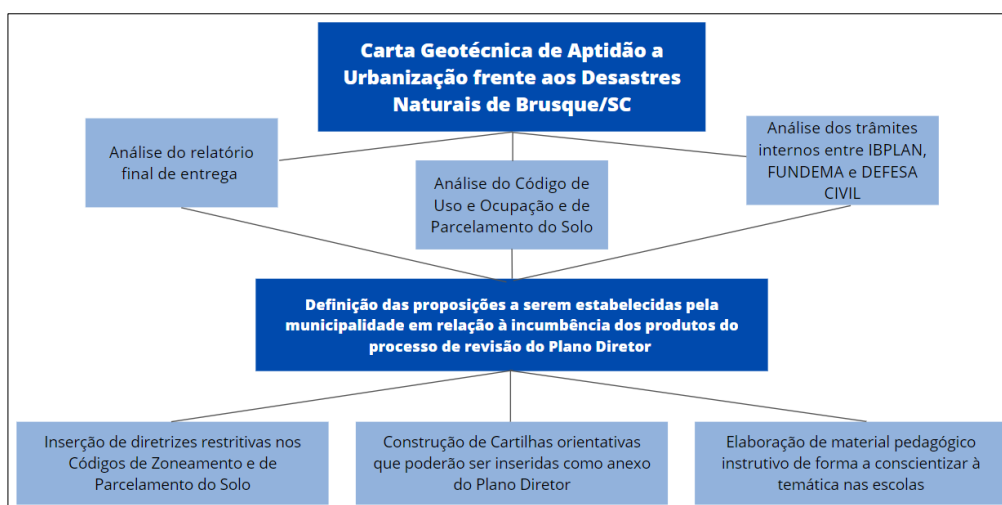 Carta Geotécnica de Aptidão a
Urbanização frente aos Desastres
Naturais de Brusque/SC
Análise do relatório
final de entrega
Análise do Código de
Uso e Ocupação e de
Parcelamento do Solo
Análise dos trâmites
internos entre IBPLAN,
FUNDEMA e DEFESA
CIVIL
Definição das proposições a serem estabelecidas pela
municipalidade em relação à incumbência dos produtos do
processo de revisão do Plano Diretor
Inserção de diretrizes restritivas nos
Códigos de Zoneamento e de
Parcelamento do Solo
Construção de Cartilhas orientativas
que poderão ser inseridas como anexo
do Plano Diretor
Elaboração de material pedagógico
instrutivo de forma a conscientizar à
temática nas escolas